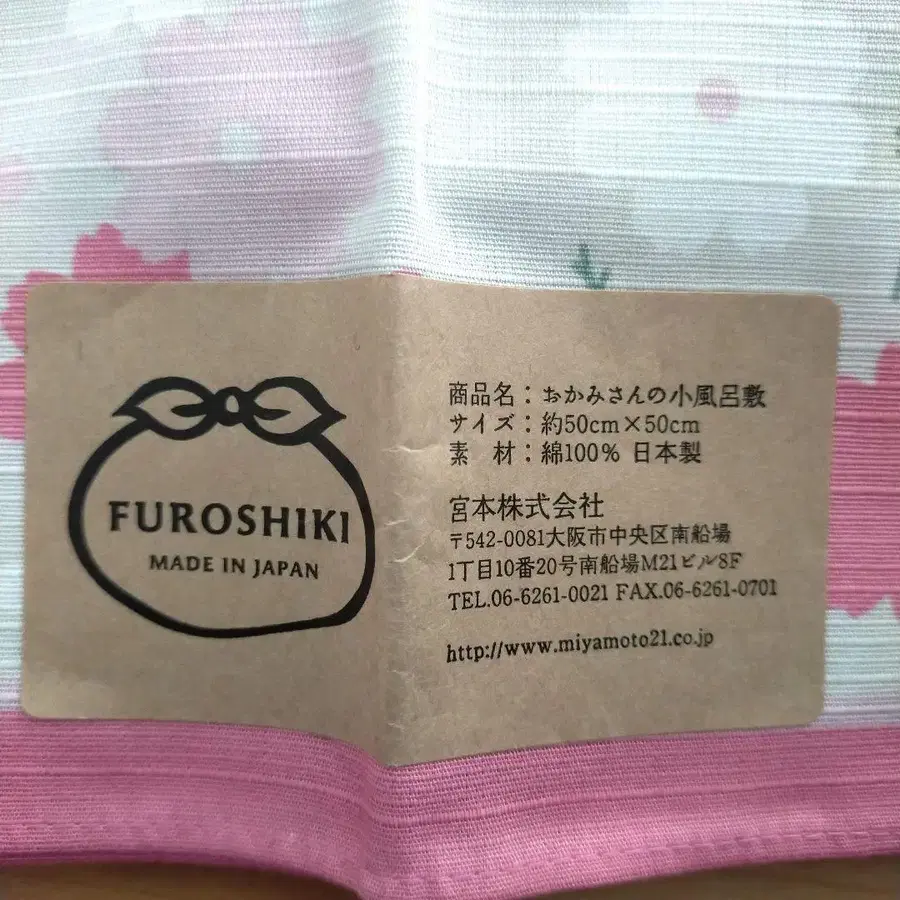 FUROSHIKI
MADE IN JAPAN
商品名：おかみさんの小風呂敷
サイズ：約50cm×50cm
素　材：綿100% 日本製
宮本株式会社
〒542-0081大阪市中央区南船場
1丁目10番20号南船場M21ビル8F
TEL.06-6261-0021 FAX.06-6261-0701
http://www.miyamoto21.co.jp